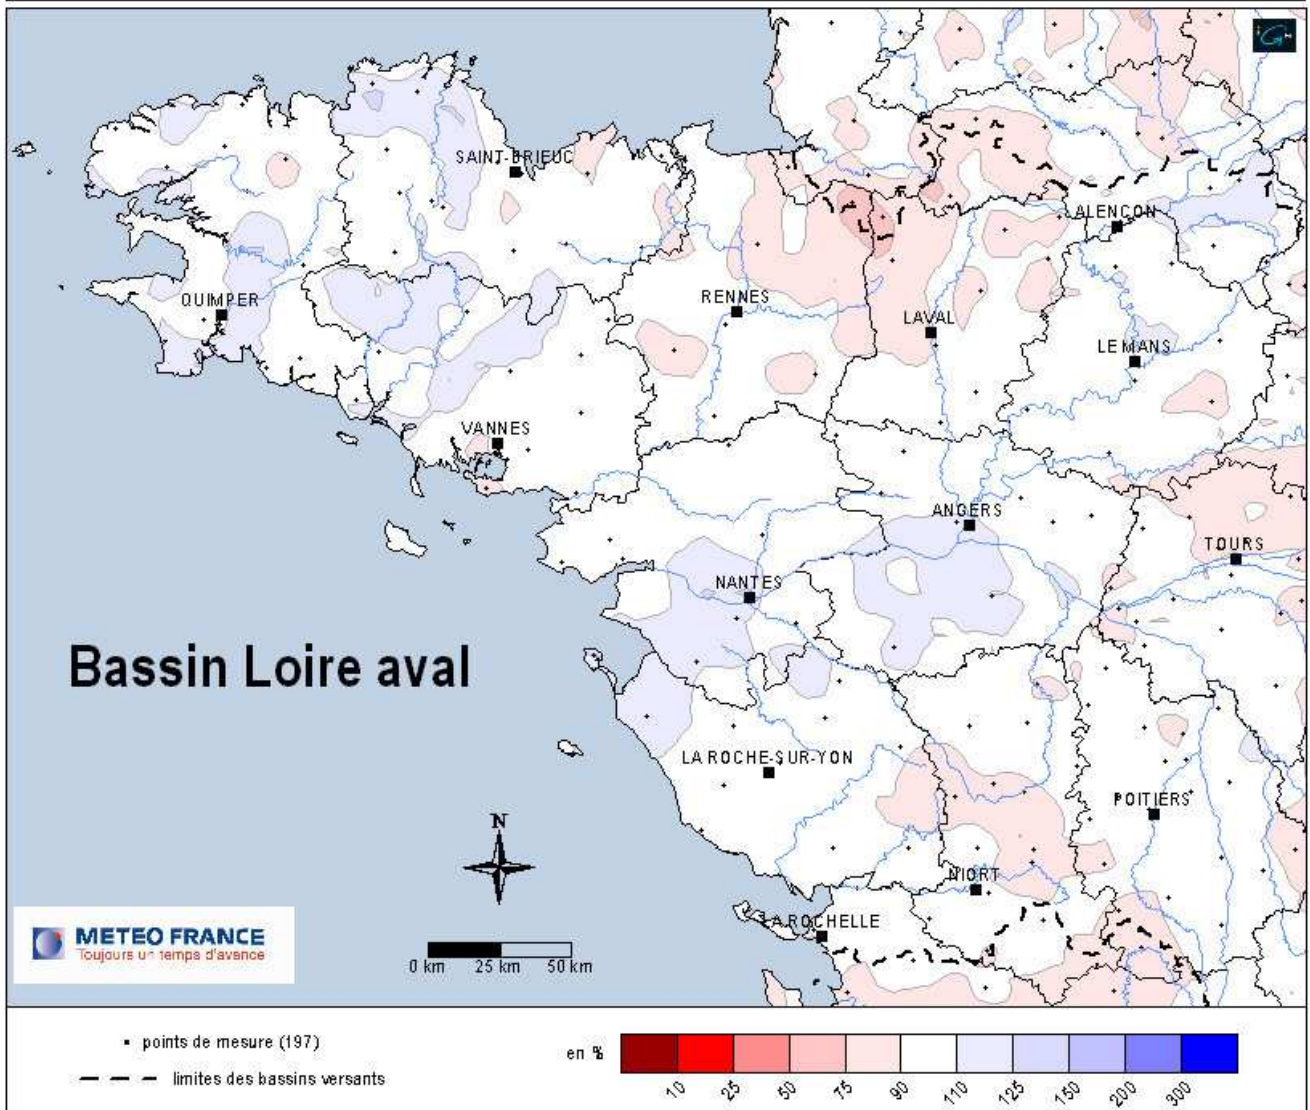 SAINT-BRIEUC
ALENCON
QUIMPER
RENNES
LAVAL
LE MANS
VANNES
ANGERS
TOURS
NANTES
Bassin Loire aval
LA ROCHE-SUR-YON
POITIERS
N
NIORT
LA ROCHELLE
METEO FRANCE
Toujours un temps d'avance
0 km 25 km 50 km
points de mesure (197)
limites des bassins versants
en %
10 25 50 75 90 110 125 150 200 300